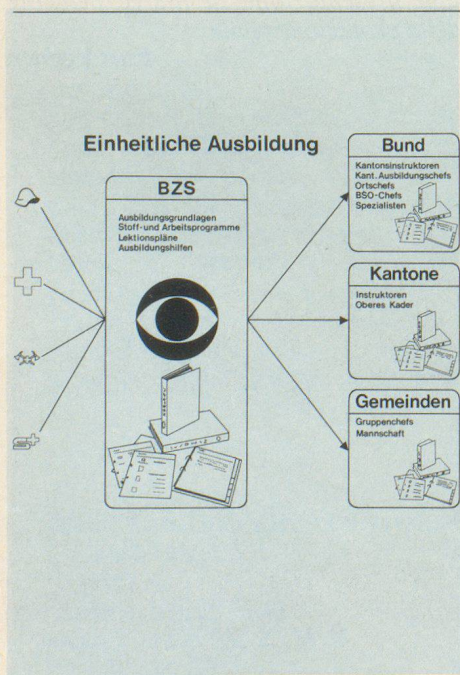 Einheitliche Ausbildung
BZS
Ausbildungsgrundlagen
Stoff-und Arbeitsprogramme
Lektionspläne
Ausbildungshilfen
Bund
Kantonsinstruktoren
Kant. Ausbildungschefs
Ortschefs
BSO-Chefs
Spezialisten
Kantone
Instruktoren
Oberes Kader
Gemeinden
Gruppenchefs
Mannschaft